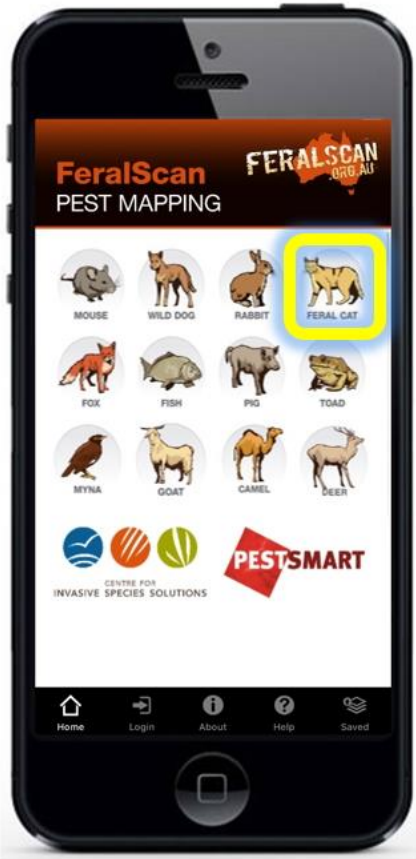 FeralScan
PEST MAPPING
FERALSCAN
.ORG.AU
MOUSE
WILD DOG
RABBIT
FERAL CAT
FOX
FISH
PIG
TOAD
MYNA
GOAT
CAMEL
DEER
CENTRE FOR
INVASIVE SPECIES SOLUTIONS
PESTSMART
Home
Login
About
Help
Saved